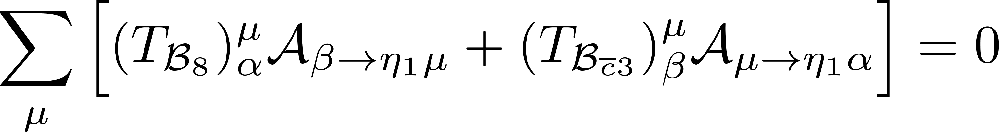 \sum_{\mu} \left[ (T_{\mathcal{B}_8})^{\mu}_{\alpha} \mathcal{A}_{\beta \to \eta_1 \mu} + (T_{\mathcal{B}_{\overline{c}3}})^{\mu}_{\beta} \mathcal{A}_{\mu \to \eta_1 \alpha} \right] = 0